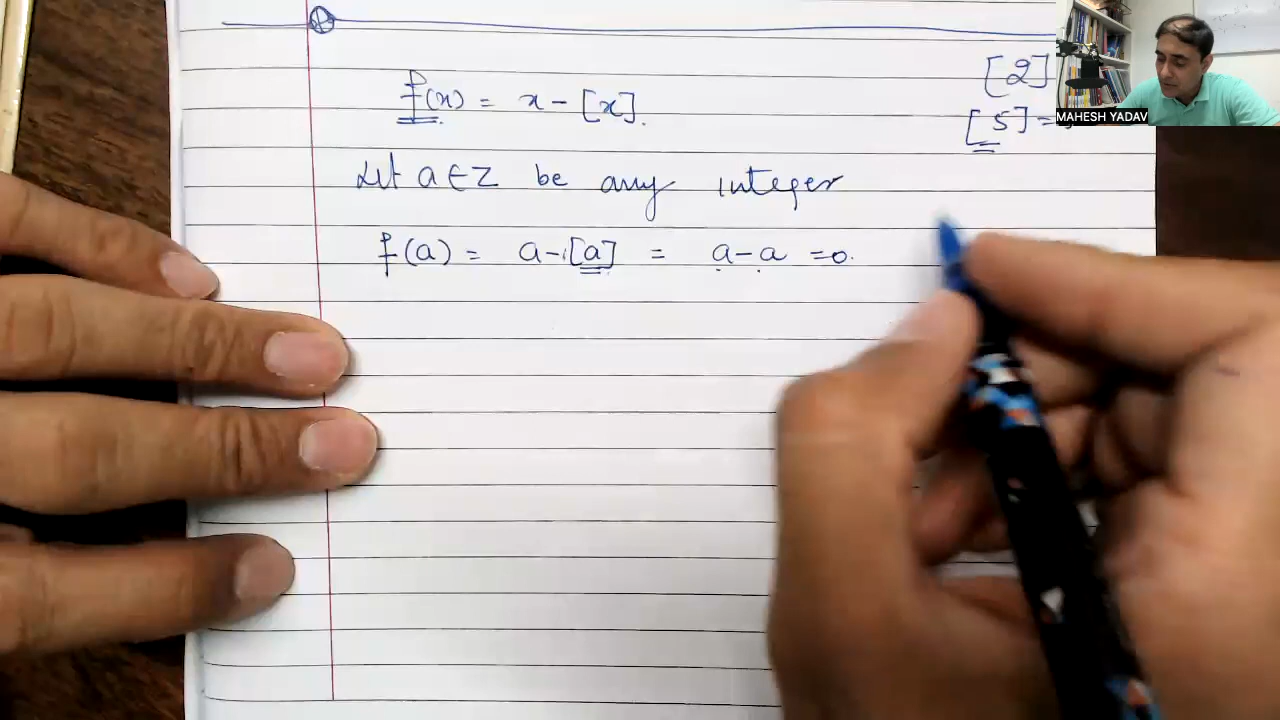 f(x) = x - [x].
[2]
[5] =
MAHESH YADAV
Let a ∈ Z be any integer
f(a) = a - [a] = a - a = 0.